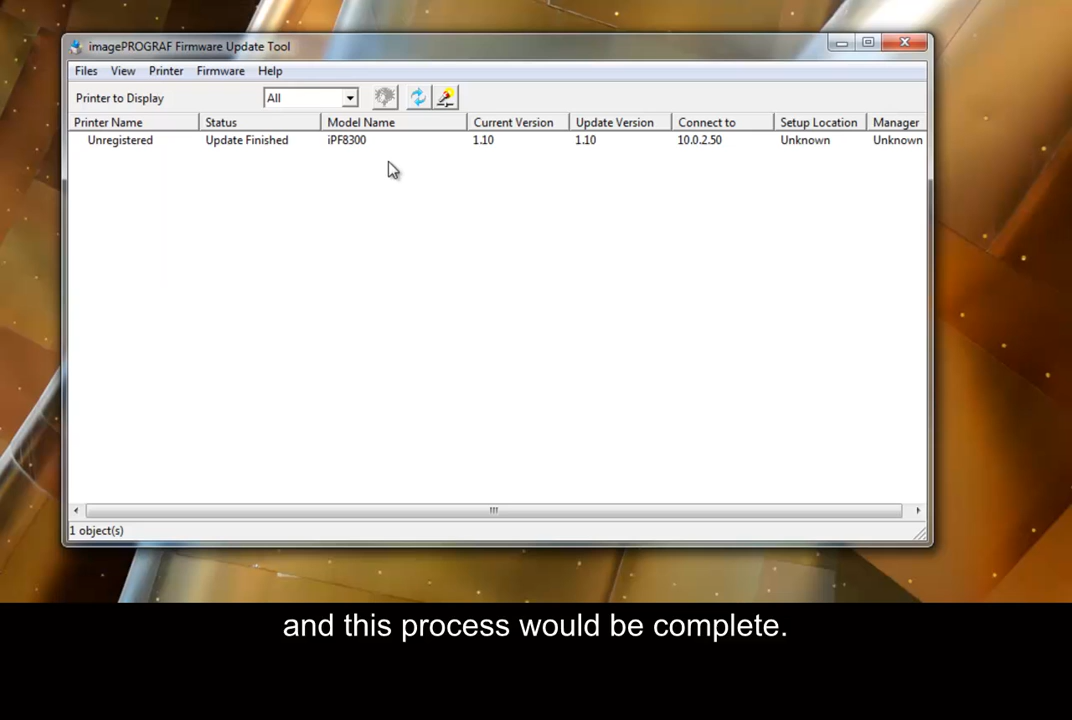 imagePROGRAF Firmware Update Tool
Files View Printer Firmware Help
Printer to Display All
Printer Name Status Model Name Current Version Update Version Connect to Setup Location Manager
Unregistered Update Finished iPF8300 1.10 1.10 10.0.2.50 Unknown Unknown
1 object(s)
and this process would be complete.